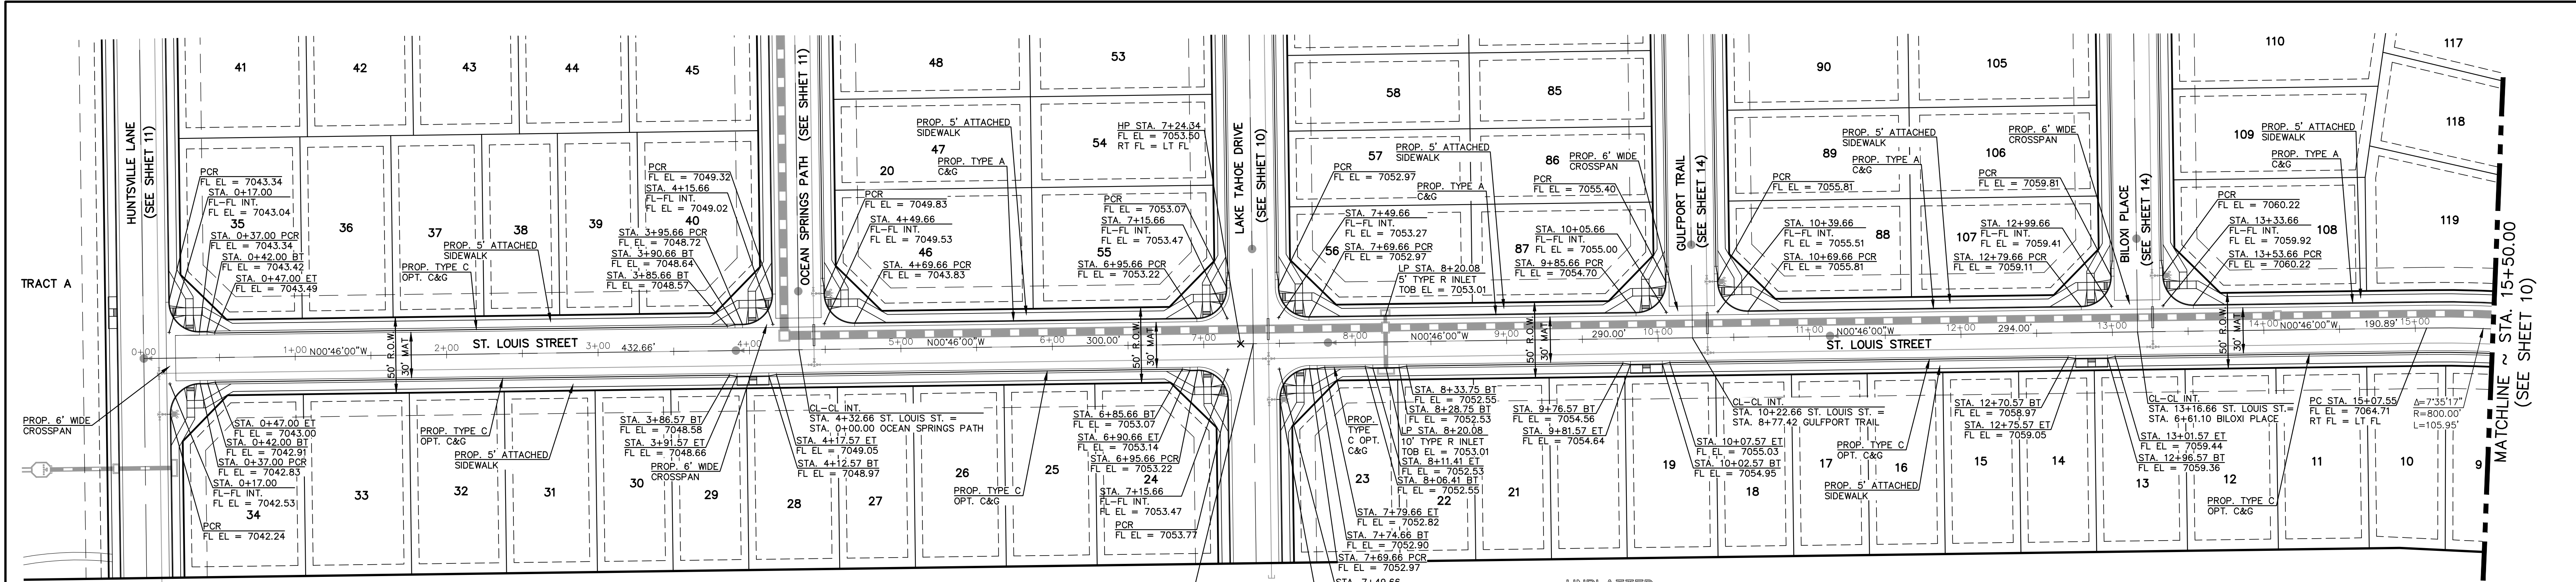 41
42
43
44
45
48
53
58
85
90
105
110
117
118
109
119
HUNTSVILLE LANE
(SEE SHHET 11)
OCEAN SPRINGS PATH (SEE SHHET 11)
LAKE TAHOE DRIVE
(SEE SHHET 10)
GULFPORT TRAIL
(SEE SHEET 14)
BILOXI PLACE
(SEE SHEET 14)
TRACT A
PCR
FL EL = 7043.34
STA. 0+17.00
FL-FL INT.
FL EL = 7043.04
35
STA. 0+37.00 PCR
FL EL = 7043.34
STA. 0+42.00 BT
FL EL = 7043.42
STA. 0+47.00 ET
FL EL = 7043.49
36
37
38
39
PROP. 5' ATTACHED
SIDEWALK
PROP. TYPE C
OPT. C&G
PCR
FL EL = 7049.32
STA. 4+15.66
FL-FL INT.
FL EL = 7049.02
40
STA. 3+95.66 PCR
FL EL = 7048.72
STA. 3+90.66 BT
FL EL = 7048.64
STA. 3+85.66 BT
FL EL = 7048.57
PROP. 5' ATTACHED
SIDEWALK
47
20
PROP. TYPE A
C&G
PCR
FL EL = 7049.83
STA. 4+49.66
FL-FL INT.
FL EL = 7049.53
46
STA. 4+69.66 PCR
FL EL = 7043.83
HP STA. 7+24.34
FL EL = 7053.50
RT FL = LT FL
54
PCR
FL EL = 7053.07
STA. 7+15.66
FL-FL INT.
FL EL = 7053.47
55
STA. 6+95.66 PCR
FL EL = 7053.22
57
PCR
FL EL = 7052.97
PROP. 5' ATTACHED
SIDEWALK
PROP. TYPE A
C&G
STA. 7+49.66
FL-FL INT.
FL EL = 7053.27
56
STA. 7+69.66 PCR
FL EL = 7052.97
LP STA. 8+20.08
5' TYPE R INLET
TOB EL = 7053.01
86
PROP. 6' WIDE
CROSSPAN
PCR
FL EL = 7055.40
STA. 10+05.66
FL-FL INT.
FL EL = 7055.00
87
STA. 9+85.66 PCR
FL EL = 7054.70
89
PROP. 5' ATTACHED
SIDEWALK
PROP. TYPE A
C&G
PCR
FL EL = 7055.81
STA. 10+39.66
FL-FL INT.
FL EL = 7055.51
88
STA. 10+69.66 PCR
FL EL = 7055.81
PROP. 6' WIDE
CROSSPAN
106
PCR
FL EL = 7059.81
107
STA. 12+99.66
FL-FL INT.
FL EL = 7059.41
STA. 12+79.66 PCR
FL EL = 7059.11
PROP. 5' ATTACHED
SIDEWALK
PROP. TYPE A
C&G
PCR
FL EL = 7060.22
STA. 13+33.66
FL-FL INT.
FL EL = 7059.92
108
STA. 13+53.66 PCR
FL EL = 7060.22
0+00
1+00
N00°46'00"W
50' R.O.W.
30' MAT
2+00
ST. LOUIS STREET
3+00
432.66'
4+00
5+00
N00°46'00"W
6+00
300.00'
50' R.O.W.
30' MAT
7+00
8+00
N00°46'00"W
9+00
50' R.O.W.
30' MAT
290.00'
10+00
11+00
N00°46'00"W
ST. LOUIS STREET
12+00
294.00'
13+00
50' R.O.W.
30' MAT
14+00
N00°46'00"W
190.89'
15+00
MATCHLINE ~ STA. 15+50.00
(SEE SHEET 10)
PROP. 6' WIDE
CROSSPAN
STA. 0+47.00 ET
FL EL = 7043.00
STA. 0+42.00 BT
FL EL = 7042.91
STA. 0+37.00 PCR
FL EL = 7042.83
STA. 0+17.00
FL-FL INT.
FL EL = 7042.53
34
PCR
FL EL = 7042.24
33
PROP. TYPE C
OPT. C&G
PROP. 5' ATTACHED
SIDEWALK
32
31
STA. 3+86.57 BT
FL EL = 7048.58
STA. 3+91.57 ET
FL EL = 7048.66
PROP. 6' WIDE
CROSSPAN
30
29
CL-CL INT.
STA. 4+32.66 ST. LOUIS ST. =
STA. 0+00.00 OCEAN SPRINGS PATH
STA. 4+17.57 ET
FL EL = 7049.05
STA. 4+12.57 BT
FL EL = 7048.97
28
27
26
25
PROP. TYPE C
OPT. C&G
STA. 6+85.66 BT
FL EL = 7053.07
STA. 6+90.66 ET
FL EL = 7053.14
STA. 6+95.66 PCR
FL EL = 7053.22
24
STA. 7+15.66
FL-FL INT.
FL EL = 7053.47
PCR
FL EL = 7053.77
PROP.
TYPE
C OPT.
C&G
23
STA. 8+33.75 BT
FL EL = 7052.55
STA. 8+28.75 BT
FL EL = 7052.53
LP STA. 8+20.08
10' TYPE R INLET
TOB EL = 7053.01
STA. 8+11.41 ET
FL EL = 7052.53
STA. 8+06.41 BT
FL EL = 7052.55
22
STA. 7+79.66 ET
FL EL = 7052.82
STA. 7+74.66 BT
FL EL = 7052.90
STA. 7+69.66 PCR
FL EL = 7052.97
STA. 9+76.57 BT
FL EL = 7054.56
STA. 9+81.57 ET
FL EL = 7054.64
21
19
CL-CL INT.
STA. 10+22.66 ST. LOUIS ST. =
STA. 8+77.42 GULFPORT TRAIL
STA. 10+07.57 ET
FL EL = 7055.03
STA. 10+02.57 BT
FL EL = 7054.95
18
17
PROP. TYPE C
OPT. C&G
16
PROP. 5' ATTACHED
SIDEWALK
STA. 12+70.57 BT
FL EL = 7058.97
STA. 12+75.57 ET
FL EL = 7059.05
15
14
CL-CL INT.
STA. 13+16.66 ST. LOUIS ST.=
STA. 6+61.10 BILOXI PLACE
STA. 13+01.57 ET
FL EL = 7059.44
STA. 12+96.57 BT
FL EL = 7059.36
13
12
PROP. TYPE C
OPT. C&G
11
10
9
PC STA. 15+07.55
FL EL = 7064.71
RT FL = LT FL
Δ=7°35'17"
R=800.00'
L=105.95'